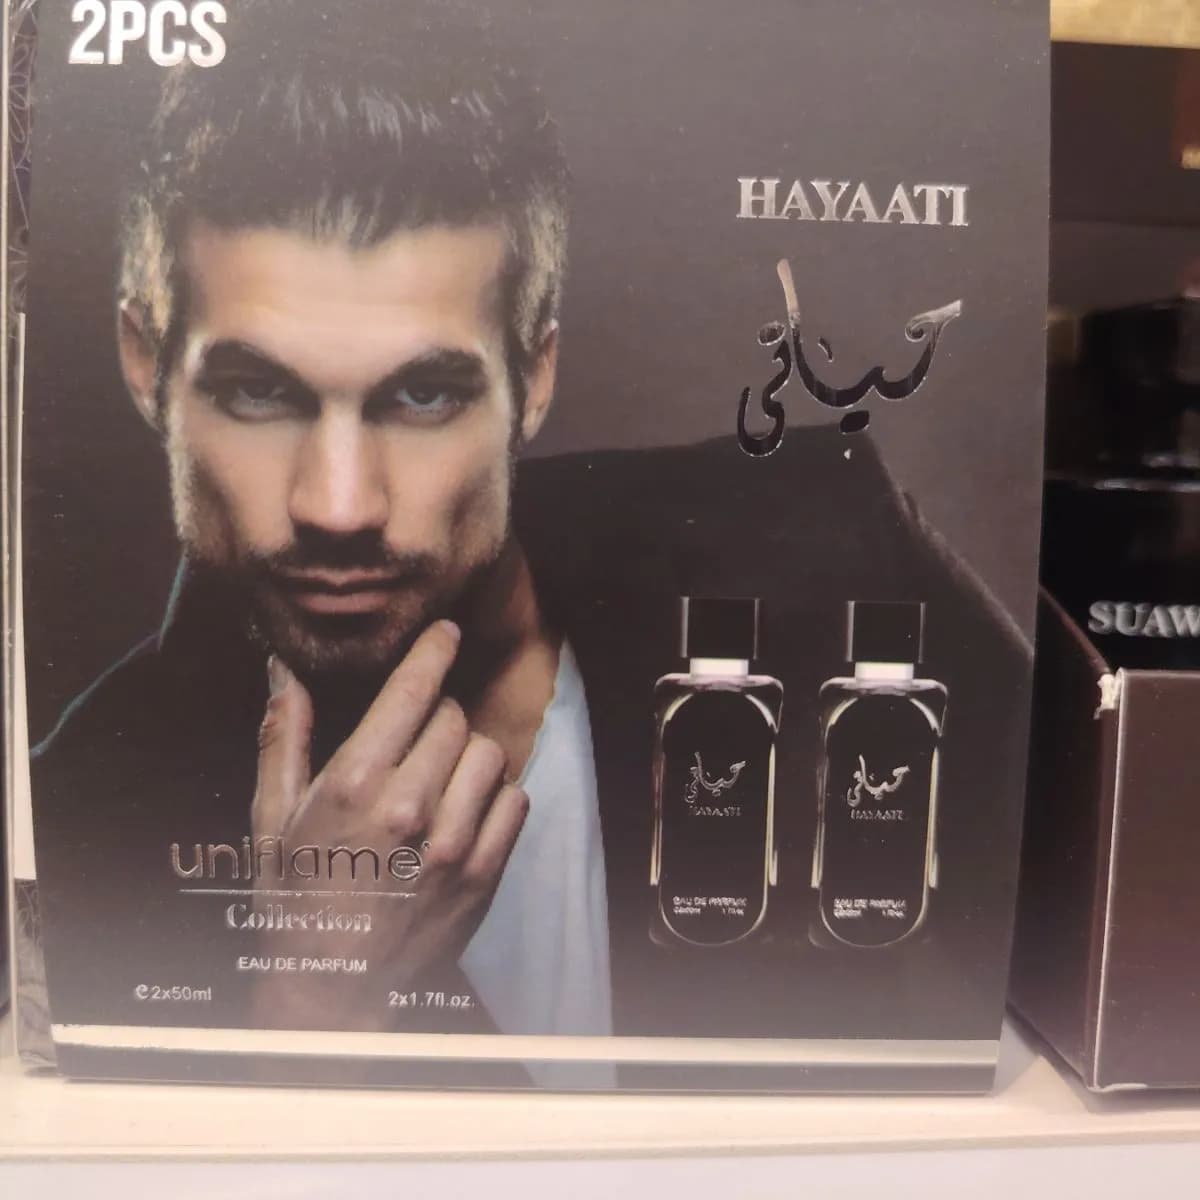 2PCS
HAYAATI
حياتي
حياتي
HAYAATI
EAU DE PARFUM
حياتي
HAYAATI
EAU DE PARFUM
uniflame
Collection
EAU DE PARFUM
e 2x50ml
2x1.7fl.oz.
SUAW